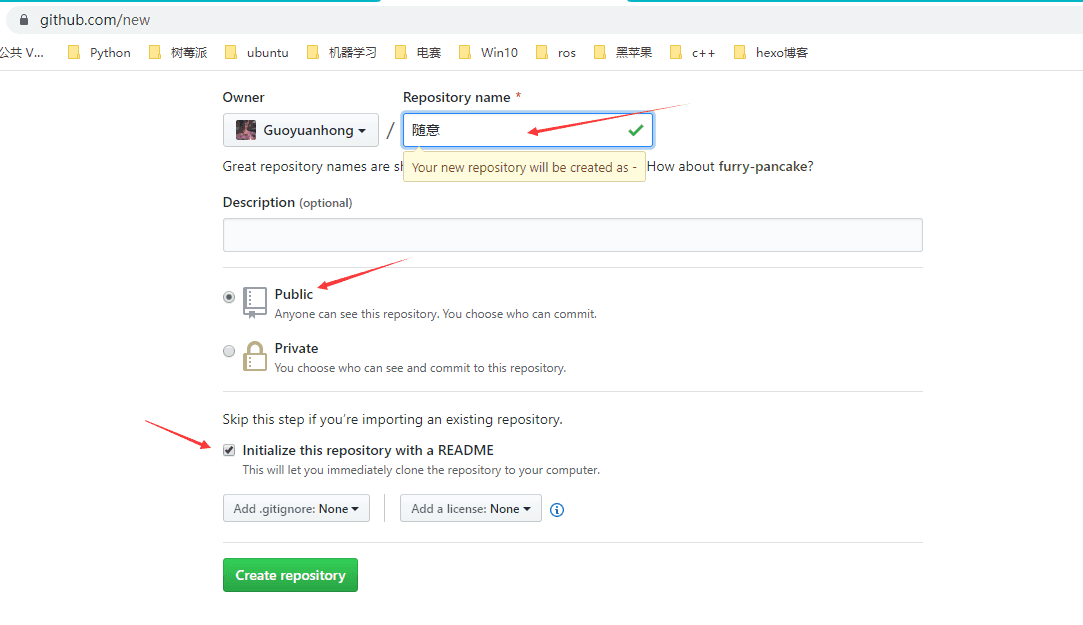 github.com/new
公共 V... Python 树莓派 ubuntu 机器学习 电赛 Win10 ros 黑苹果 c++ hexo博客
Owner Repository name *
Guoyuanhong / 随意
Great repository names are sh Your new repository will be created as - How about furry-pancake?
Description (optional)
Public
Anyone can see this repository. You choose who can commit.
Private
You choose who can see and commit to this repository.
Skip this step if you’re importing an existing repository.
Initialize this repository with a README
This will let you immediately clone the repository to your computer.
Add .gitignore: None Add a license: None
Create repository